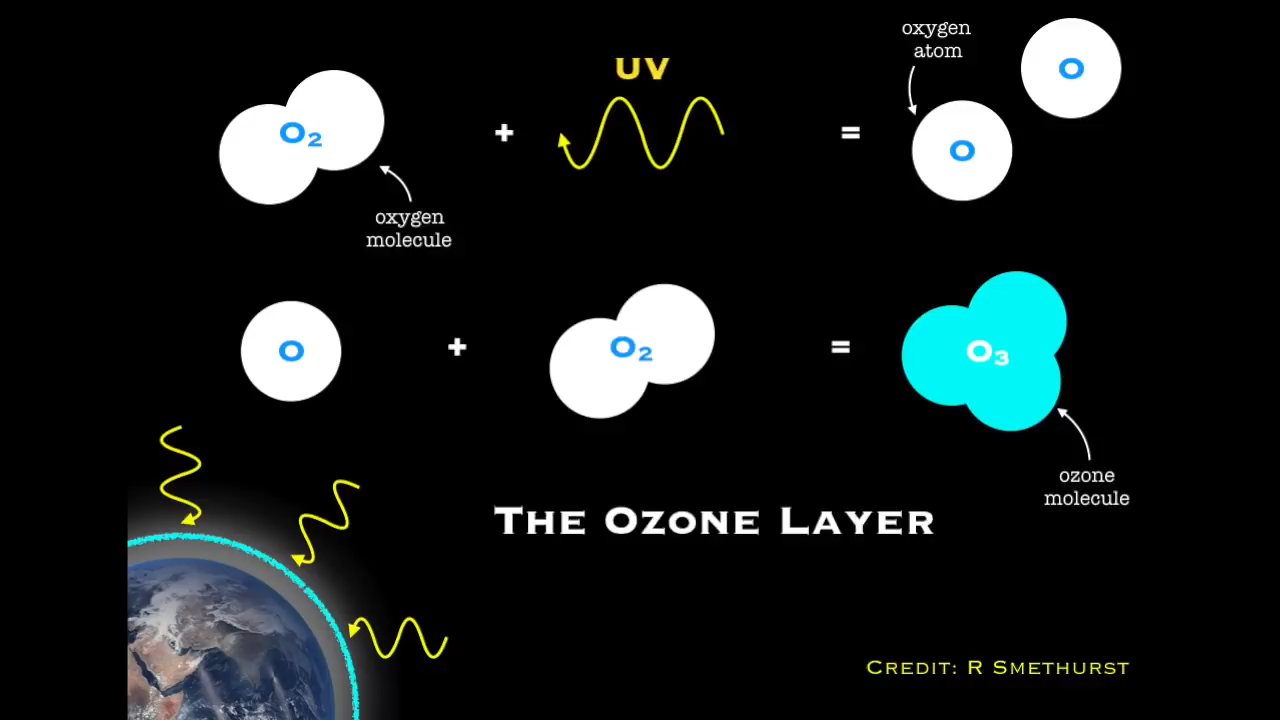 oxygen
atom
UV
O
O₂
+
=
O
oxygen
molecule
O
+
O₂
=
O₃
ozone
molecule
THE OZONE LAYER
CREDIT: R SMETHURST